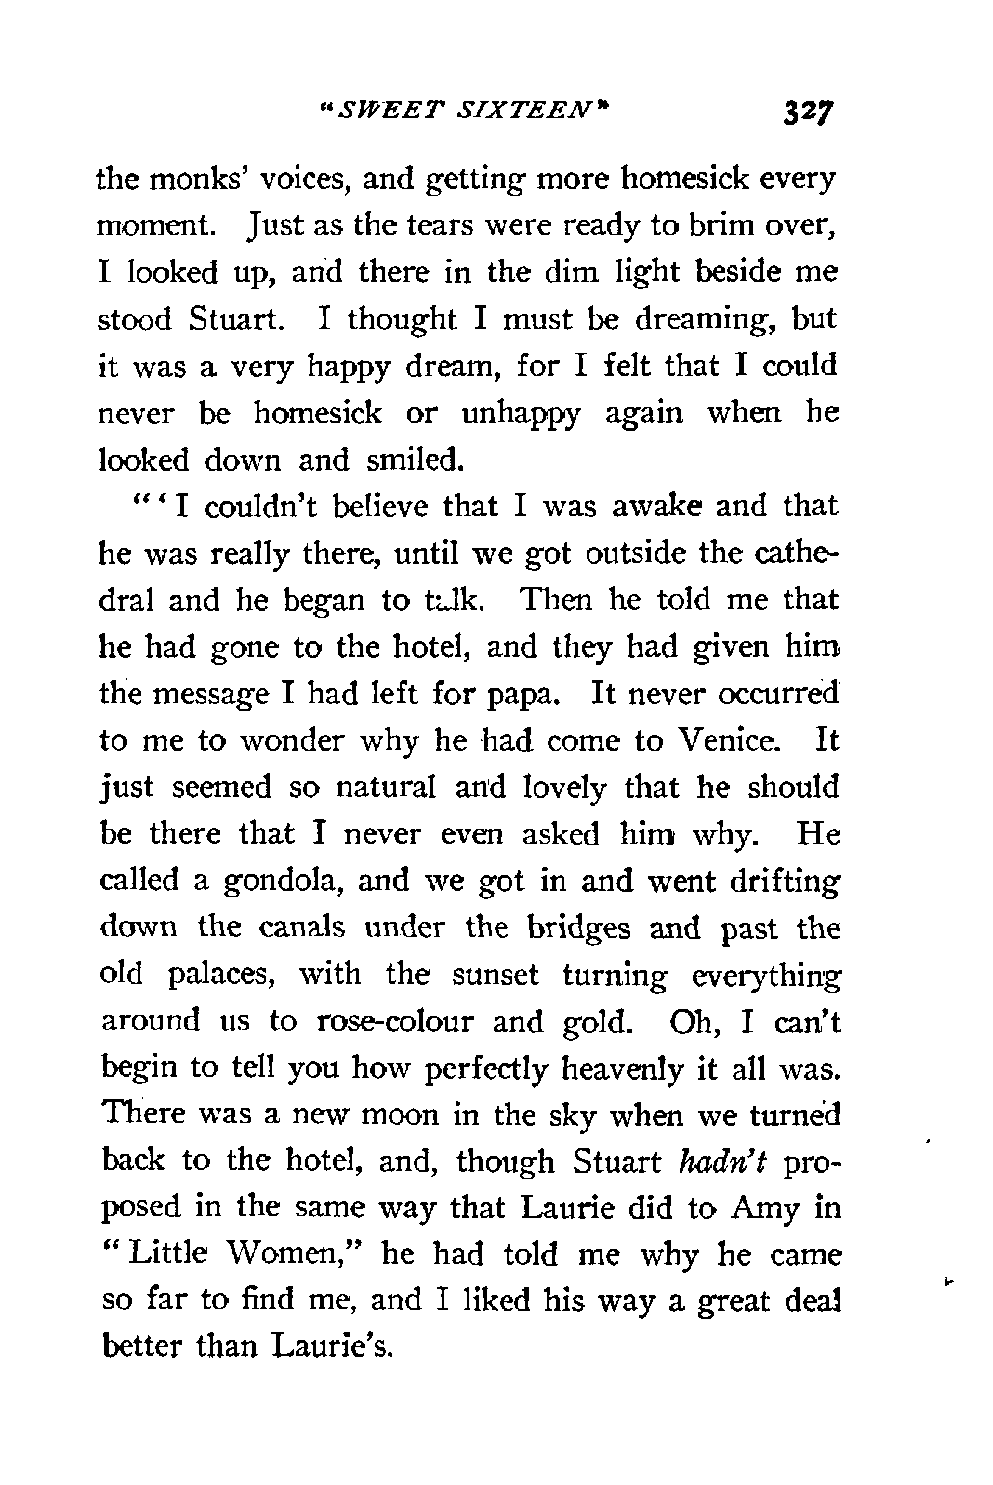 "SWEET SIXTEEN" 327
the monks' voices, and getting more homesick every
moment. Just as the tears were ready to brim over,
I looked up, and there in the dim light beside me
stood Stuart. I thought I must be dreaming, but
it was a very happy dream, for I felt that I could
never be homesick or unhappy again when he
looked down and smiled.
"'I couldn't believe that I was awake and that
he was really there, until we got outside the cathe-
dral and he began to talk. Then he told me that
he had gone to the hotel, and they had given him
the message I had left for papa. It never occurred
to me to wonder why he had come to Venice. It
just seemed so natural and lovely that he should
be there that I never even asked him why. He
called a gondola, and we got in and went drifting
down the canals under the bridges and past the
old palaces, with the sunset turning everything
around us to rose-colour and gold. Oh, I can't
begin to tell you how perfectly heavenly it all was.
There was a new moon in the sky when we turned
back to the hotel, and, though Stuart hadn't pro-
posed in the same way that Laurie did to Amy in
"Little Women," he had told me why he came
so far to find me, and I liked his way a great deal
better than Laurie's.